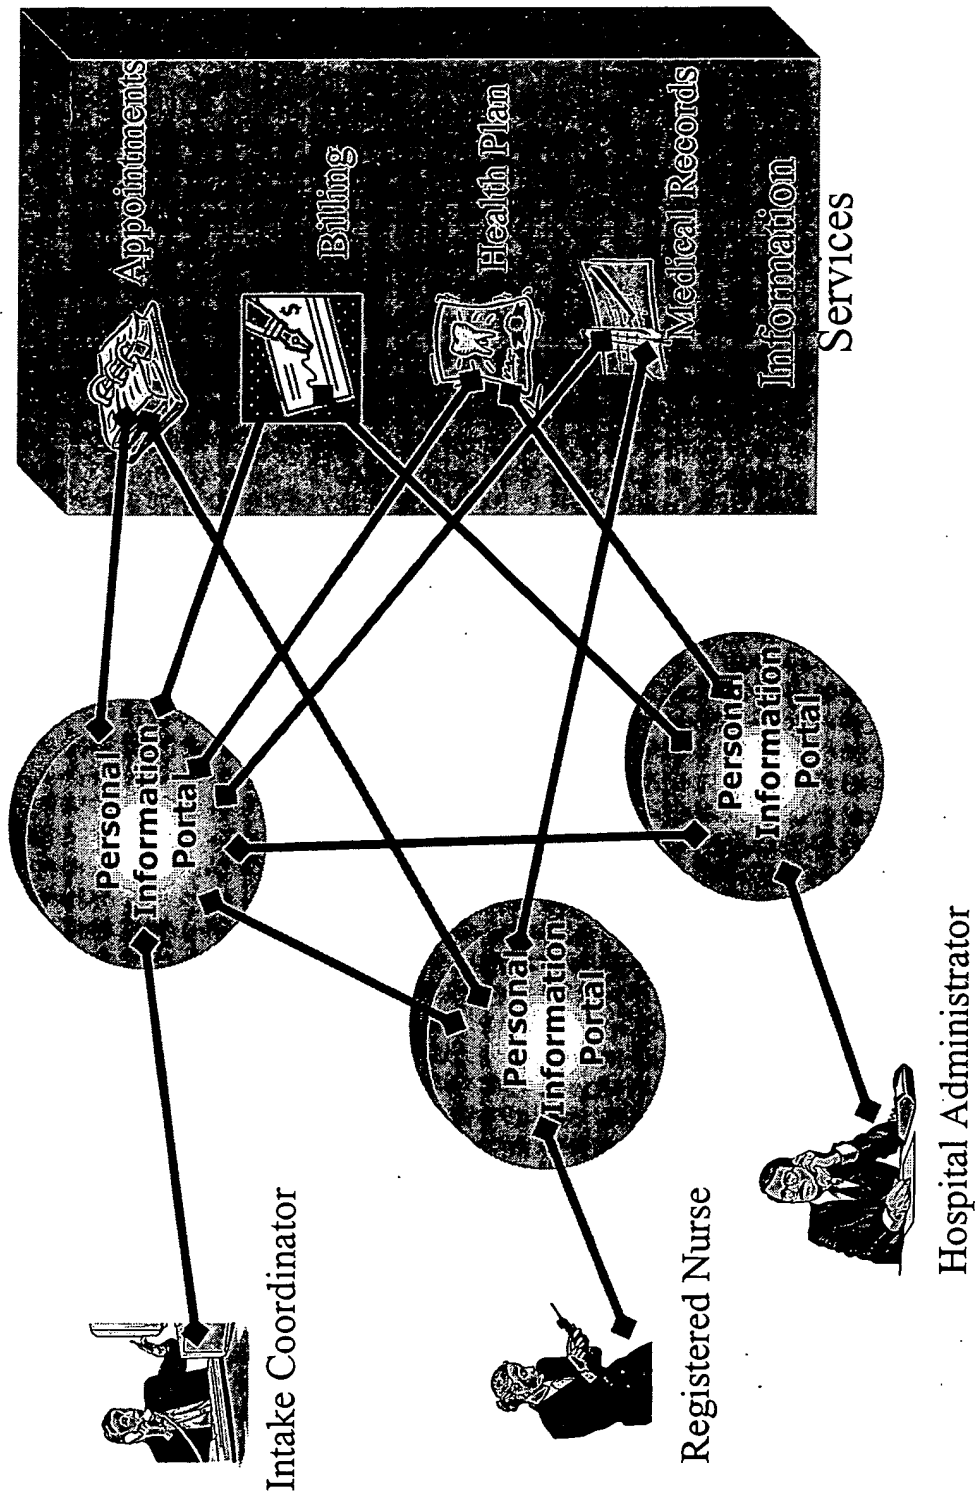 Intake Coordinator
Registered Nurse
Hospital Administrator
Personal
Information
Portal
Personal
Information
Portal
Personal
Information
Portal
Appointments
Billing
$
Health Plan
Medical Records
Information
Services